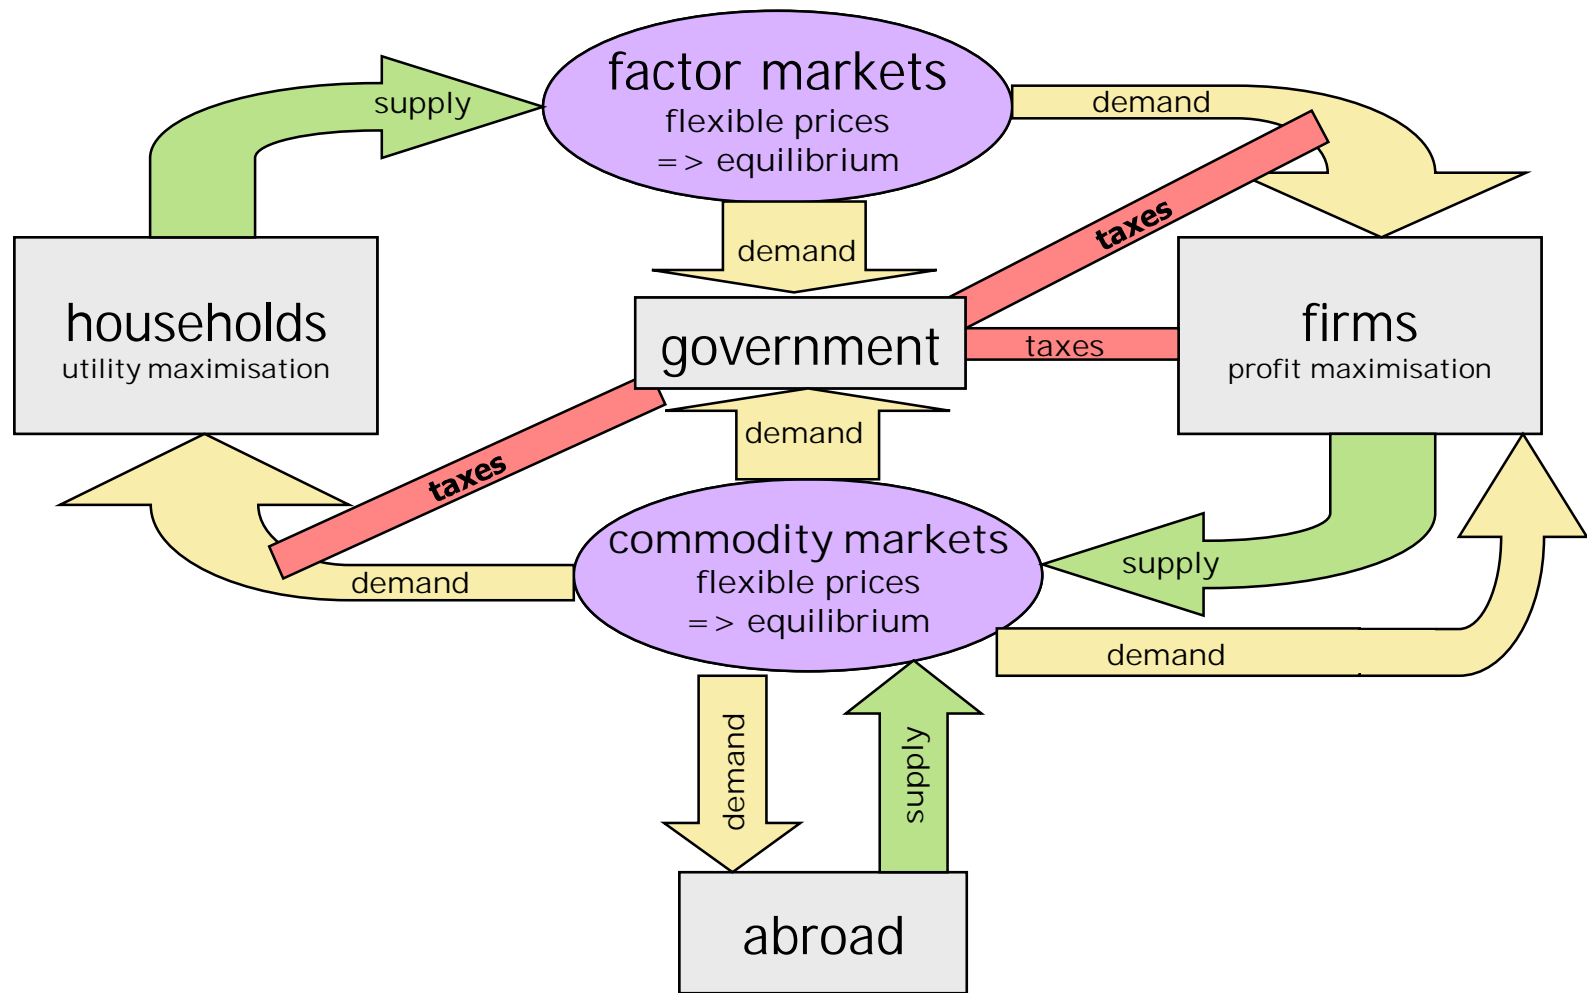 factor markets
flexible prices
=> equilibrium
supply
demand
taxes
demand
households
utility maximisation
government
taxes
firms
profit maximisation
demand
taxes
commodity markets
flexible prices
=> equilibrium
supply
demand
demand
demand
supply
abroad